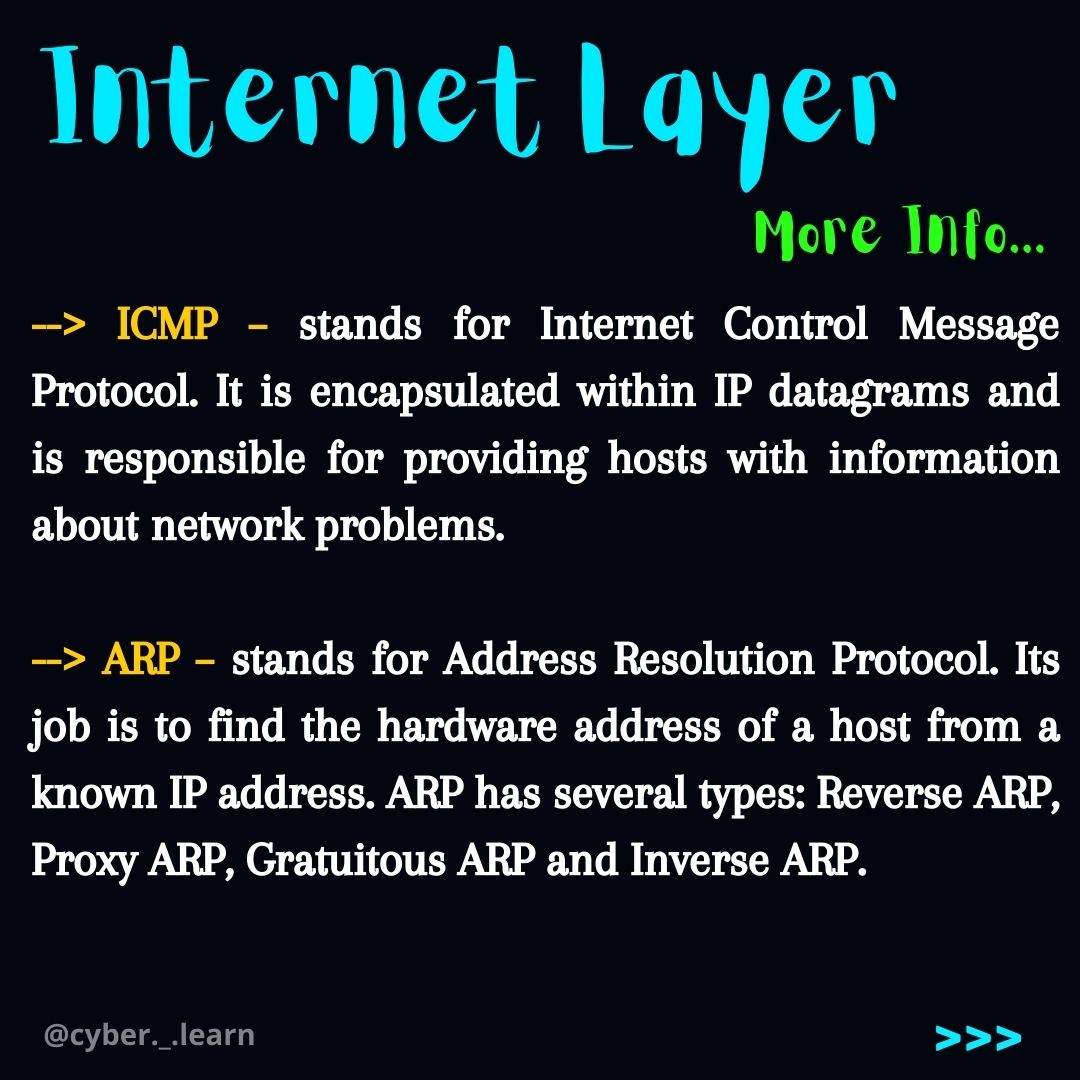 Internet Layer
More Info...
--> ICMP – stands for Internet Control Message
Protocol. It is encapsulated within IP datagrams and
is responsible for providing hosts with information
about network problems.
--> ARP – stands for Address Resolution Protocol. Its
job is to find the hardware address of a host from a
known IP address. ARP has several types: Reverse ARP,
Proxy ARP, Gratuitous ARP and Inverse ARP.
@cyber._.learn
>>>